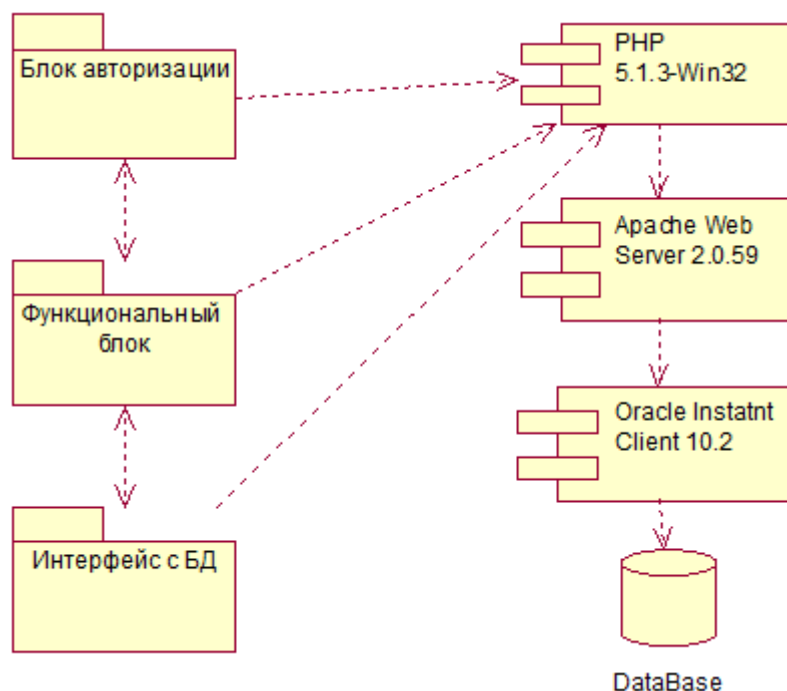 Блок авторизации
PHP
5.1.3-Win32
Apache Web
Server 2.0.59
Функциональный
блок
Oracle Instatnt
Client 10.2
Интерфейс с БД
DataBase